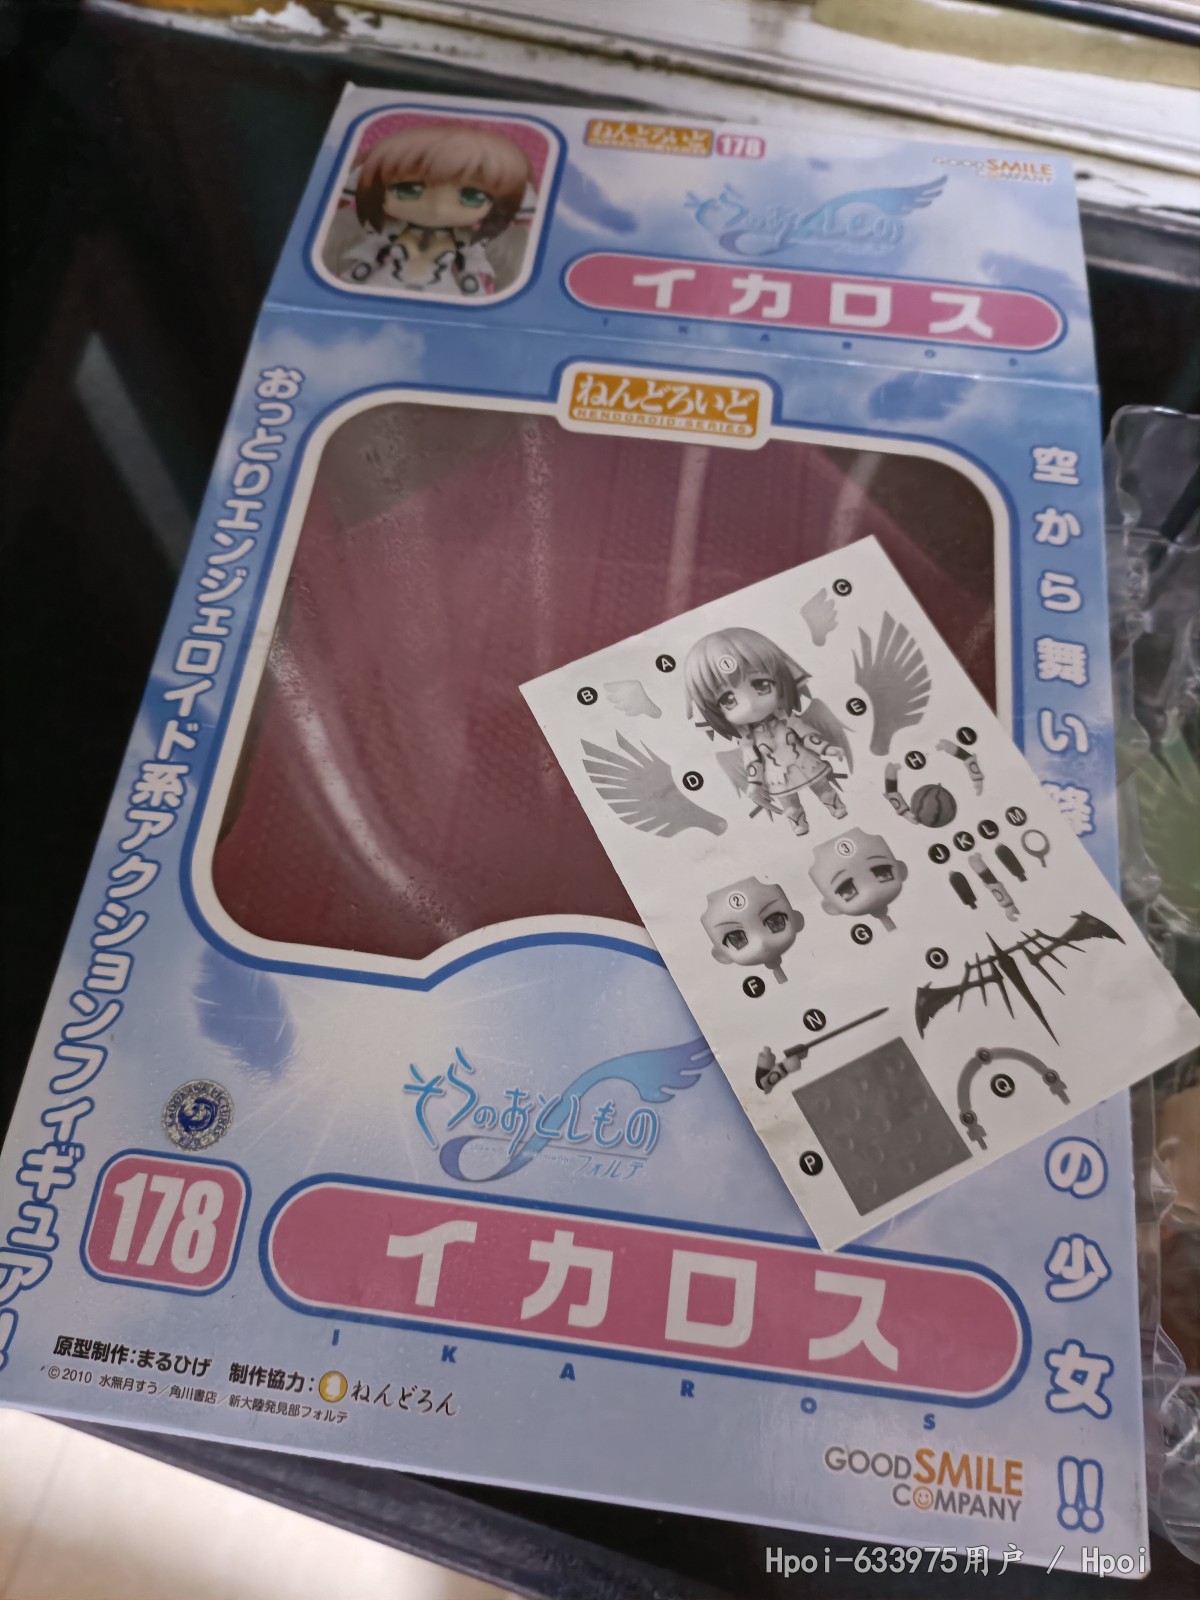 ねんどろいど 178
GOOD SMILE COMPANY
そらのおとしもの
イカロス
IKAROS
おっとりエンジェロイド系アクションフィギュア!
ねんどろいど
NENDOROID SERIES
空から舞い降
の少女!!
C
A
①
B
E
D
I
H
M
L
K
J
③
②
G
F
O
N
Q
P
そらのおとしもの
フォルテ
178
イカロス
IKAROS
原型制作:まるひげ 制作協力:ねんどろん
©2010 水無月すう/角川書店/新大陸発見部フォルテ
GOOD SMILE
COMPANY
Hpoi-633975用户 / Hpoi